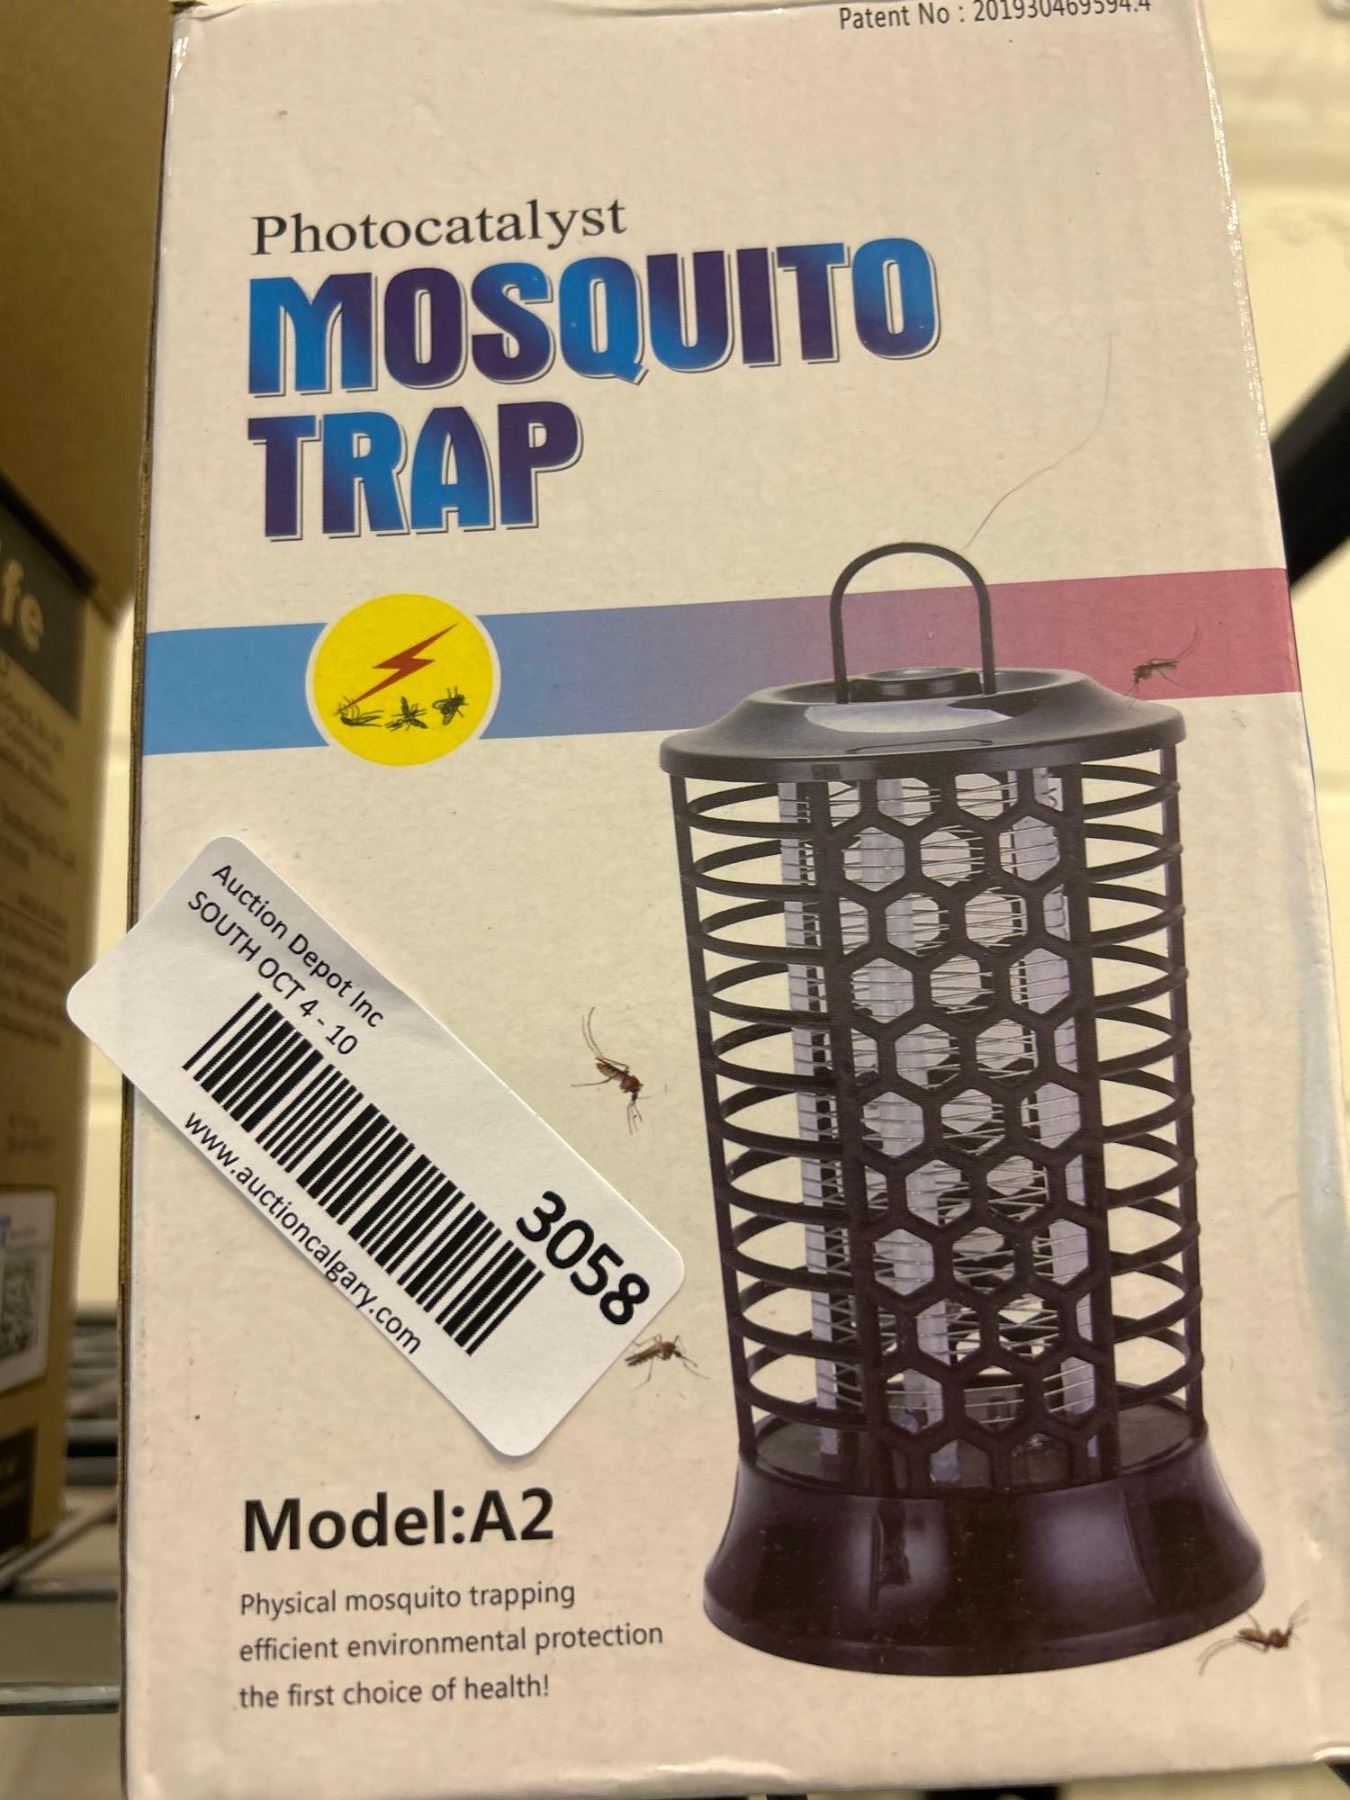 Patent No : 201930469594.4
Photocatalyst
MOSQUITO
TRAP
fe
Auction Depot Inc
SOUTH OCT 4 - 10
3058
www.auctioncalgary.com
Model:A2
Physical mosquito trapping
efficient environmental protection
the first choice of health!